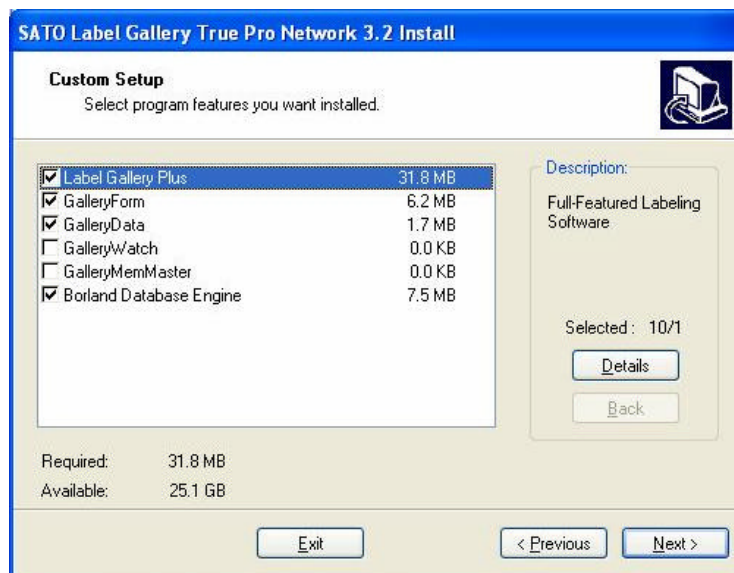 SATO Label Gallery True Pro Network 3.2 Install
Custom Setup
Select program features you want installed.
Label Gallery Plus 31.8 MB
GalleryForm 6.2 MB
GalleryData 1.7 MB
GalleryWatch 0.0 KB
GalleryMemMaster 0.0 KB
Borland Database Engine 7.5 MB
Description:
Full-Featured Labeling
Software
Selected : 10/1
Details
Back
Required: 31.8 MB
Available: 25.1 GB
Exit < Previous Next >